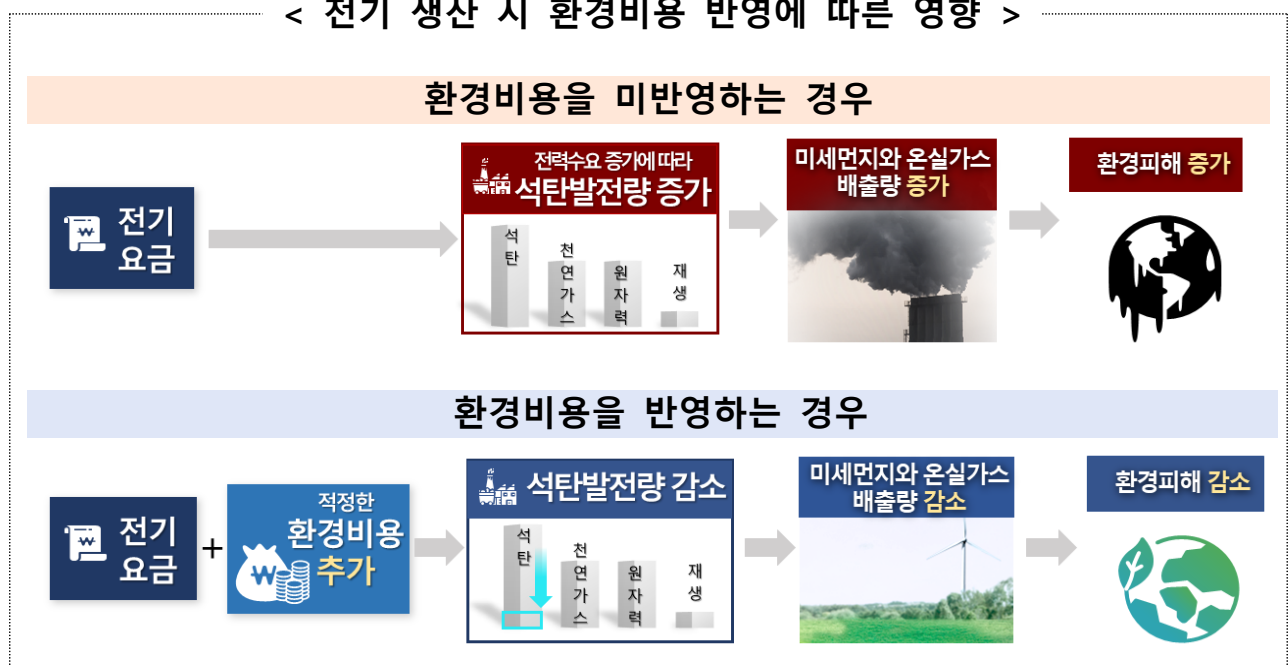 < 전기 생산 시 환경비용 반영에 따른 영향 >
환경비용을 미반영하는 경우
₩ 전기
요금
전력수요 증가에 따라
석탄발전량 증가
석탄
천연가스
원자력
재생
미세먼지와 온실가스
배출량 증가
환경피해 증가
환경비용을 반영하는 경우
₩ 전기
요금
+
적정한
환경비용
₩ 추가
석탄발전량 감소
석탄
천연가스
원자력
재생
미세먼지와 온실가스
배출량 감소
환경피해 감소